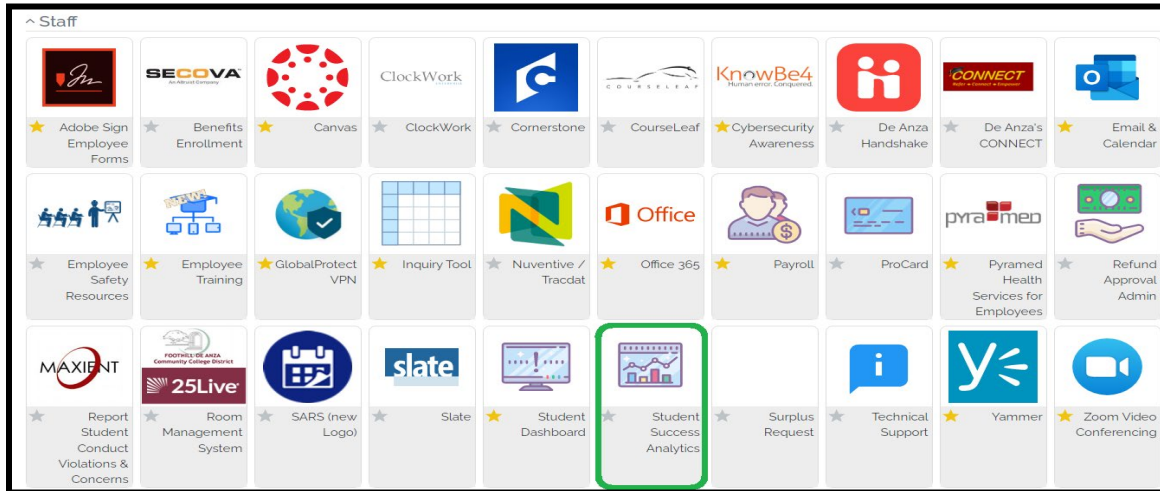 Staff
SECOVA
An Alltrust Company
ClockWork
COURSELEAF
KnowBe4
Human error. Conquered.
CONNECT
Adobe Sign
Employee
Forms
Benefits
Enrollment
Canvas
ClockWork
Cornerstone
CourseLeaf
Cybersecurity
Awareness
De Anza
Handshake
De Anza's
CONNECT
Email &
Calendar
NEW!
Office
pyramed
Employee
Safety
Resources
Employee
Training
GlobalProtect
VPN
Inquiry Tool
Nuventive /
Tracdat
Office 365
Payroll
ProCard
Pyramed
Health
Services for
Employees
Refund
Approval
Admin
MAXIENT
FOOTHILL-DE ANZA
Community College District
25Live
slate
Report
Student
Conduct
Violations &
Concerns
Room
Management
System
SARS (new
Logo)
Slate
Student
Dashboard
Student
Success
Analytics
Surplus
Request
Technical
Support
Yammer
Zoom Video
Conferencing